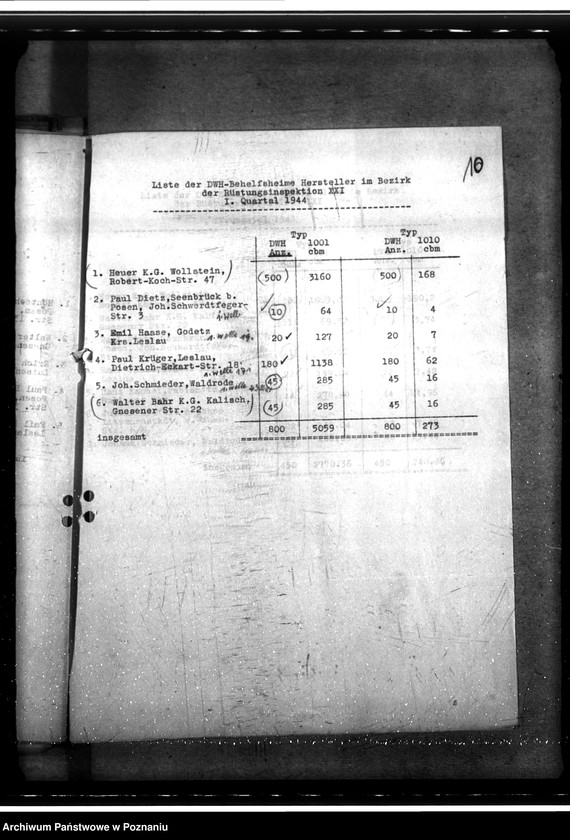 10
Liste der DWH-Behelfsheime Hersteller im Bezirk
der Rüstungsinspektion XXI
I. Quartal 1944
Typ Typ
DWH 1001 DWH 1010
Anz. cbm Anz. cbm
1. Heuer K.G. Wollstein,
Robert-Koch-Str. 47 (500) 3160 500) 168
2. Paul Dietz,Seenbrück b.
Posen, Joh.Schwerdtfeger-
Str. 3 10 64 10 4
3. Emil Haase, Godetz
Krs.Leslau 20 127 20 7
4. Paul Krüger,Leslau,
Dietrich-Eckart-Str. 18 180 1138 180 62
5. Joh.Schmieder,Waldrode 45 285 45 16
6. Walter Bahr K.G. Kalisch,
Gnesener Str. 22 45 285 45 16
insgesamt 800 5059 800 273
Archiwum Państwowe w Poznaniu